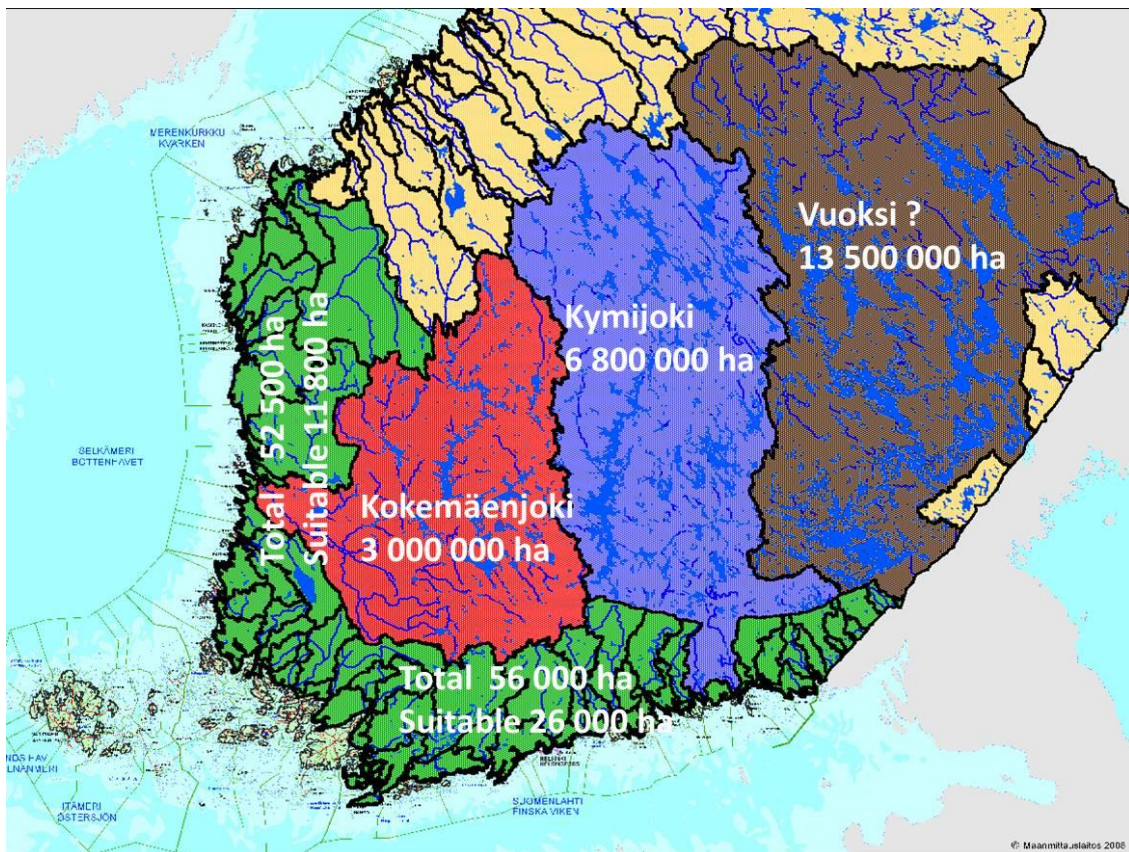 MERENKURKKU
KVARKEN
Vuoksi ?
13 500 000 ha
Kymijoki
6 800 000 ha
Total 52 500 ha
Suitable 11 800 ha
SELKÄMERI
BOTTENHAVET
Kokemäenjoki
3 000 000 ha
Total 56 000 ha
Suitable 26 000 ha
ITÄMERI
ÖSTERSJÖN
SUOMENLAHTI
FINSKA VIKEN
© Maanmittauslaitos 2008